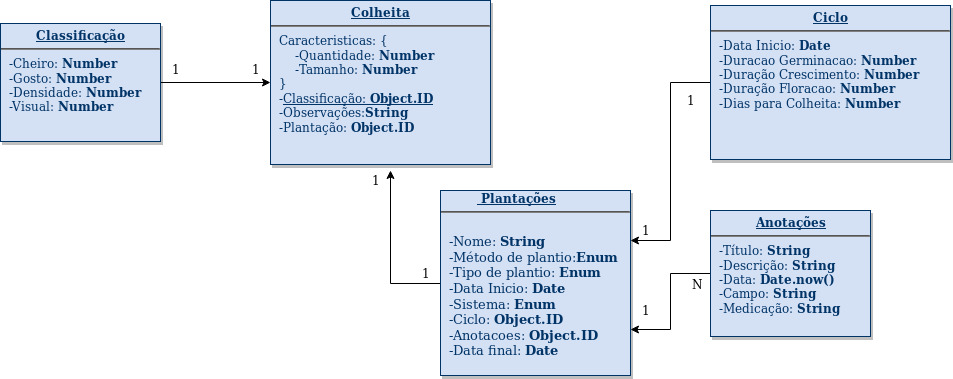 Classificação
-Cheiro: Number
-Gosto: Number
-Densidade: Number
-Visual: Number
1
1
Colheita
Caracteristicas: {
-Quantidade: Number
-Tamanho: Number
}
-Classificação: Object.ID
-Observações:String
-Plantação: Object.ID
1
1
Plantações
-Nome: String
-Método de plantio:Enum
-Tipo de plantio: Enum
-Data Inicio: Date
-Sistema: Enum
-Ciclo: Object.ID
-Anotacoes: Object.ID
-Data final: Date
Ciclo
-Data Inicio: Date
-Duracao Germinacao: Number
-Duração Crescimento: Number
-Duração Floracao: Number
-Dias para Colheita: Number
1
1
Anotações
-Título: String
-Descrição: String
-Data: Date.now()
-Campo: String
-Medicação: String
N
1